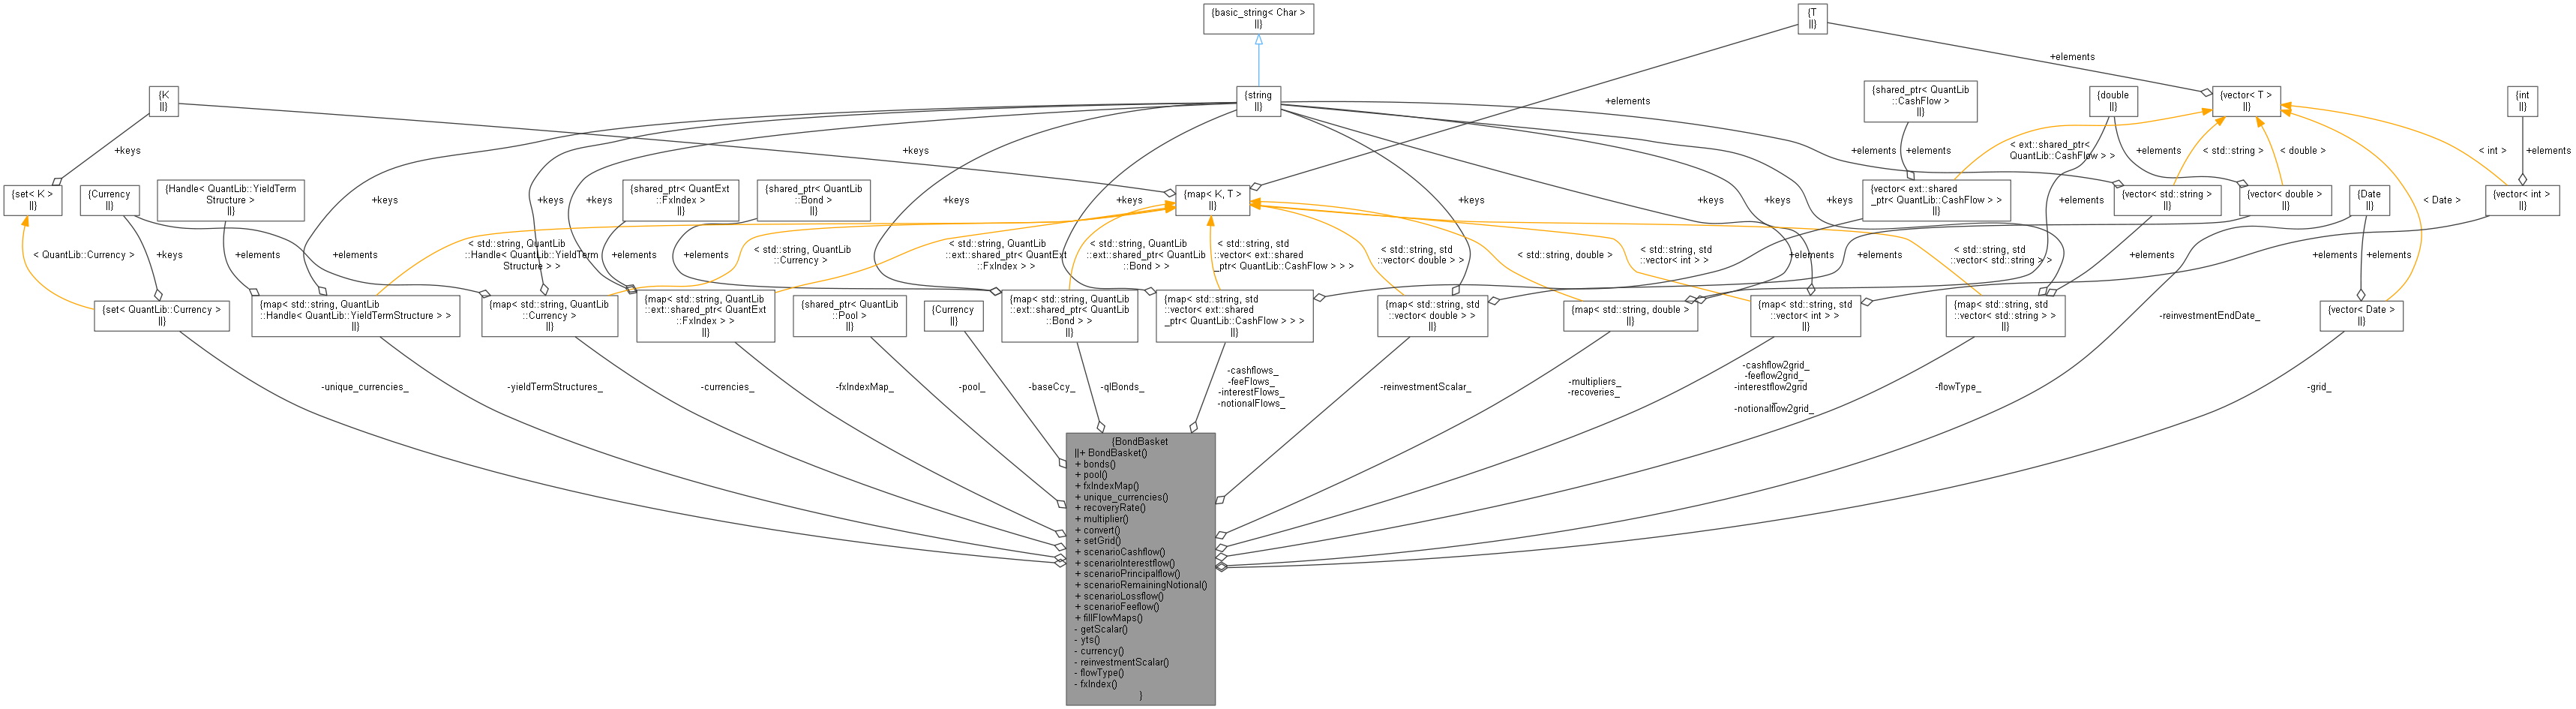 {basic_string< Char >
||}
{T
||}
+elements
{K
||}
{string
||}
{shared_ptr< QuantLib
::CashFlow >
||}
{double
||}
{vector< T >
||}
{int
||}
+elements
+keys
+keys
+elements
+elements
< ext::shared_ptr<
QuantLib::CashFlow > >
< std::string >
< double >
+elements
< int >
+elements
{set< K >
||}
{Currency
||}
{Handle< QuantLib::YieldTerm
Structure >
||}
+keys
+keys
+keys
{shared_ptr< QuantExt
::FxIndex >
||}
{shared_ptr< QuantLib
::Bond >
||}
+keys
+keys
{map< K, T >
||}
+keys
+keys
+keys
+keys
{vector< ext::shared
_ptr< QuantLib::CashFlow > >
||}
+elements
{vector< std::string >
||}
{vector< double >
||}
{Date
||}
< Date >
{vector< int >
||}
< QuantLib::Currency >
+keys
+elements
+elements
< std::string, QuantLib
::Handle< QuantLib::YieldTerm
Structure > >
+elements
+elements
< std::string, QuantLib
::Currency >
< std::string, QuantLib
::ext::shared_ptr< QuantExt
::FxIndex > >
< std::string, QuantLib
::ext::shared_ptr< QuantLib
::Bond > >
< std::string, std
::vector< ext::shared
_ptr< QuantLib::CashFlow > > >
< std::string, std
::vector< double > >
< std::string, double >
< std::string, std
::vector< int > >
+elements
+elements
< std::string, std
::vector< std::string > >
+elements
+elements
+elements
{set< QuantLib::Currency >
||}
{map< std::string, QuantLib
::Handle< QuantLib::YieldTermStructure > >
||}
{map< std::string, QuantLib
::Currency >
||}
{map< std::string, QuantLib
::ext::shared_ptr< QuantExt
::FxIndex > >
||}
{shared_ptr< QuantLib
::Pool >
||}
{Currency
||}
{map< std::string, QuantLib
::ext::shared_ptr< QuantLib
::Bond > >
||}
{map< std::string, std
::vector< ext::shared
_ptr< QuantLib::CashFlow > > >
||}
{map< std::string, std
::vector< double > >
||}
{map< std::string, double >
||}
{map< std::string, std
::vector< int > >
||}
{map< std::string, std
::vector< std::string > >
||}
-reinvestmentEndDate_
{vector< Date >
||}
-unique_currencies_
-yieldTermStructures_
-currencies_
-fxIndexMap_
-pool_
-baseCcy_
-qlBonds_
-cashflows_
-feeFlows_
-interestFlows_
-notionalFlows_
-reinvestmentScalar_
-multipliers_
-recoveries_
-cashflow2grid_
-feeflow2grid_
-interestflow2grid
_
-notionalflow2grid_
-flowType_
-grid_
{BondBasket
||+ BondBasket()
+ bonds()
+ pool()
+ fxIndexMap()
+ unique_currencies()
+ recoveryRate()
+ multiplier()
+ convert()
+ setGrid()
+ scenarioCashflow()
+ scenarioInterestflow()
+ scenarioPrincipalflow()
+ scenarioRemainingNotional()
+ scenarioLossflow()
+ scenarioFeeflow()
+ fillFlowMaps()
- getScalar()
- yts()
- currency()
- reinvestmentScalar()
- flowType()
- fxIndex()
}